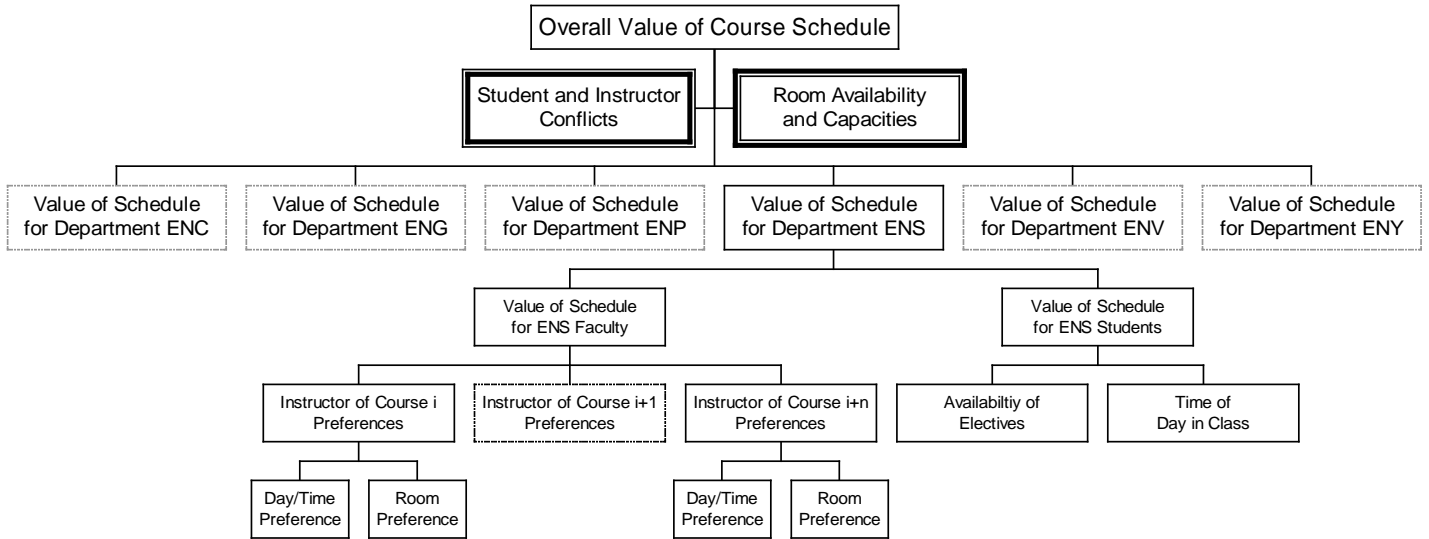 Overall Value of Course Schedule
Student and Instructor
Conflicts
Room Availability
and Capacities
Value of Schedule
for Department ENC
Value of Schedule
for Department ENG
Value of Schedule
for Department ENP
Value of Schedule
for Department ENS
Value of Schedule
for Department ENV
Value of Schedule
for Department ENY
Value of Schedule
for ENS Faculty
Value of Schedule
for ENS Students
Instructor of Course i
Preferences
Instructor of Course i+1
Preferences
Instructor of Course i+n
Preferences
Availabiltiy of
Electives
Time of
Day in Class
Day/Time
Preference
Room
Preference
Day/Time
Preference
Room
Preference